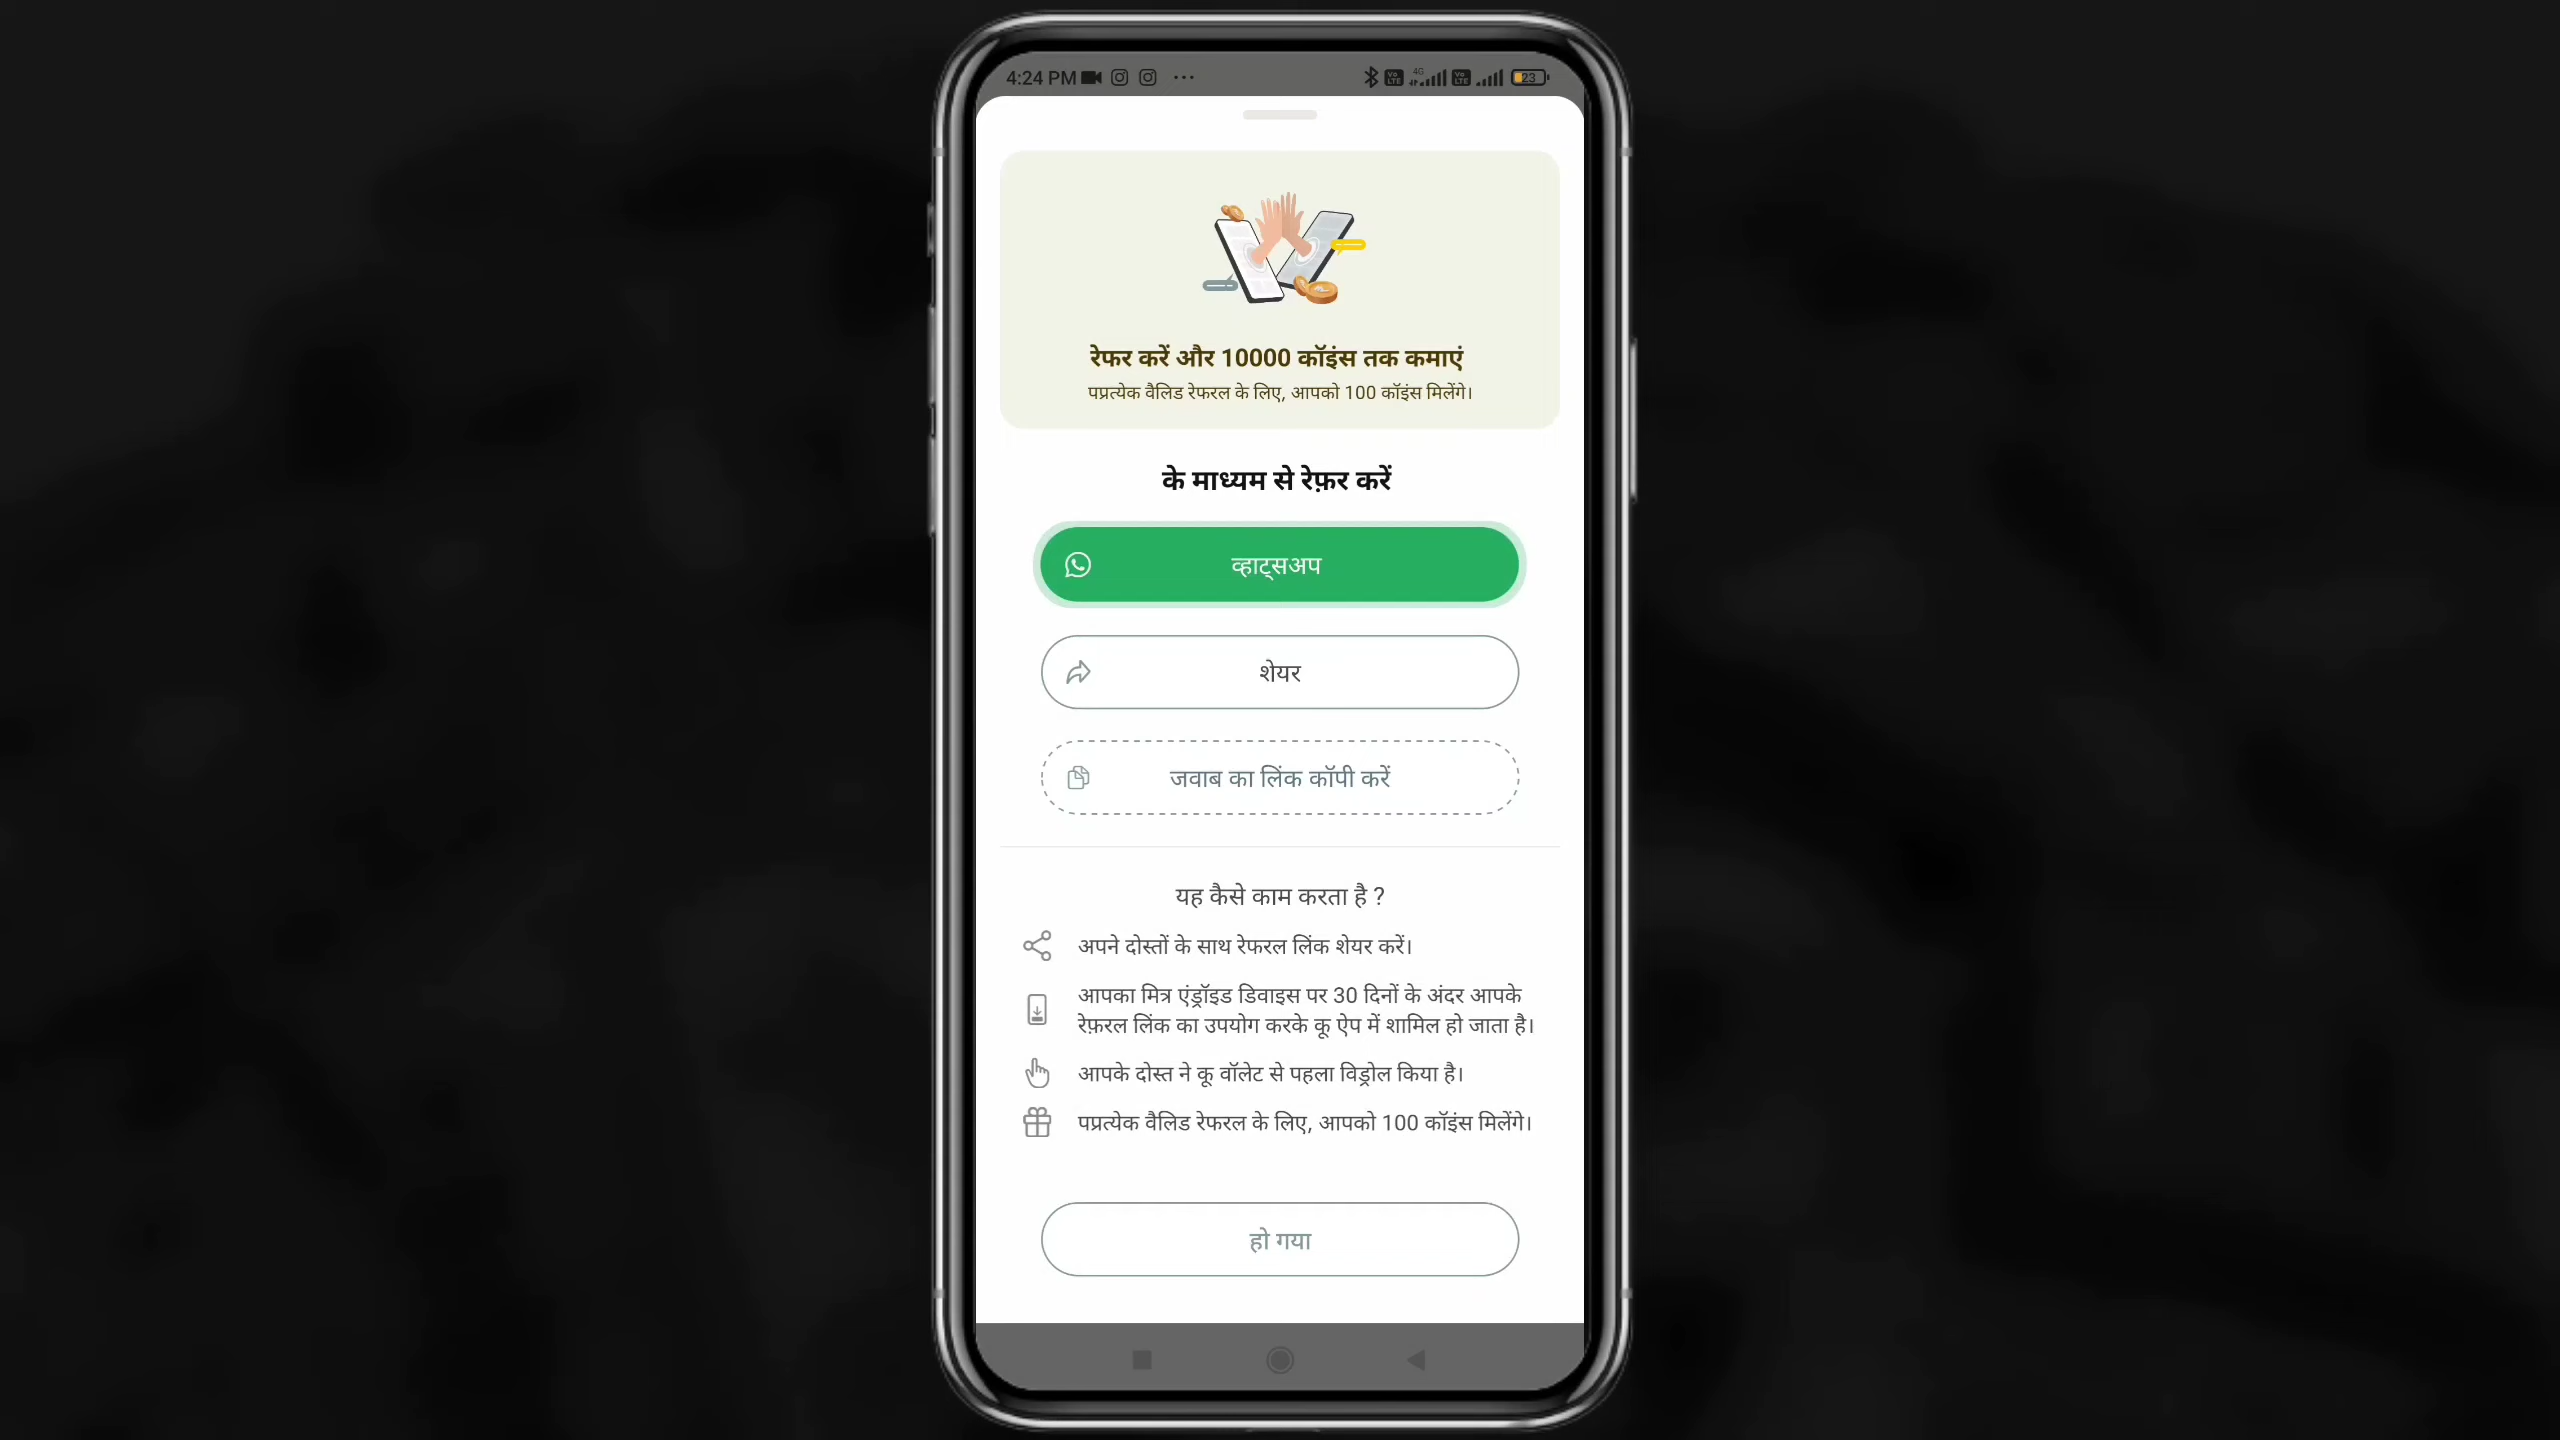 4:24 PM
4G
23
रेफर करें और 10000 कॉइंस तक कमाएं
पप्रत्येक वैलिड रेफरल के लिए, आपको 100 कॉइंस मिलेंगे।
के माध्यम से रेफ़र करें
व्हाट्सअप
शेयर
जवाब का लिंक कॉपी करें
यह कैसे काम करता है ?
अपने दोस्तों के साथ रेफरल लिंक शेयर करें।
आपका मित्र एंड्रॉइड डिवाइस पर 30 दिनों के अंदर आपके
रेफ़रल लिंक का उपयोग करके कू ऐप में शामिल हो जाता है।
आपके दोस्त ने कू वॉलेट से पहला विड्रोल किया है।
पप्रत्येक वैलिड रेफरल के लिए, आपको 100 कॉइंस मिलेंगे।
हो गया